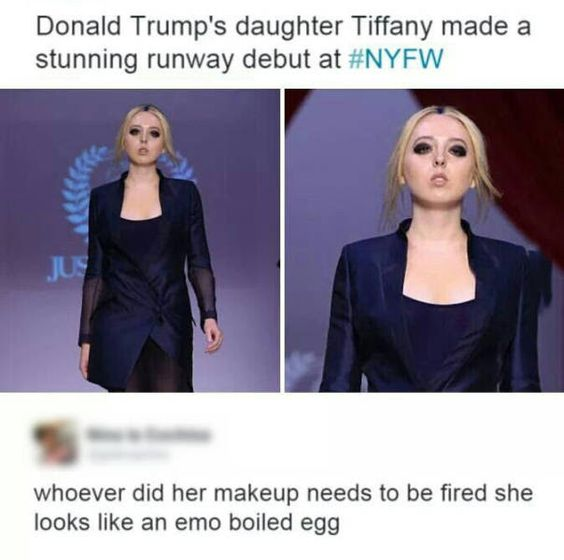 Donald Trump's daughter Tiffany made a
stunning runway debut at #NYFW
JUS
whoever did her makeup needs to be fired she
looks like an emo boiled egg